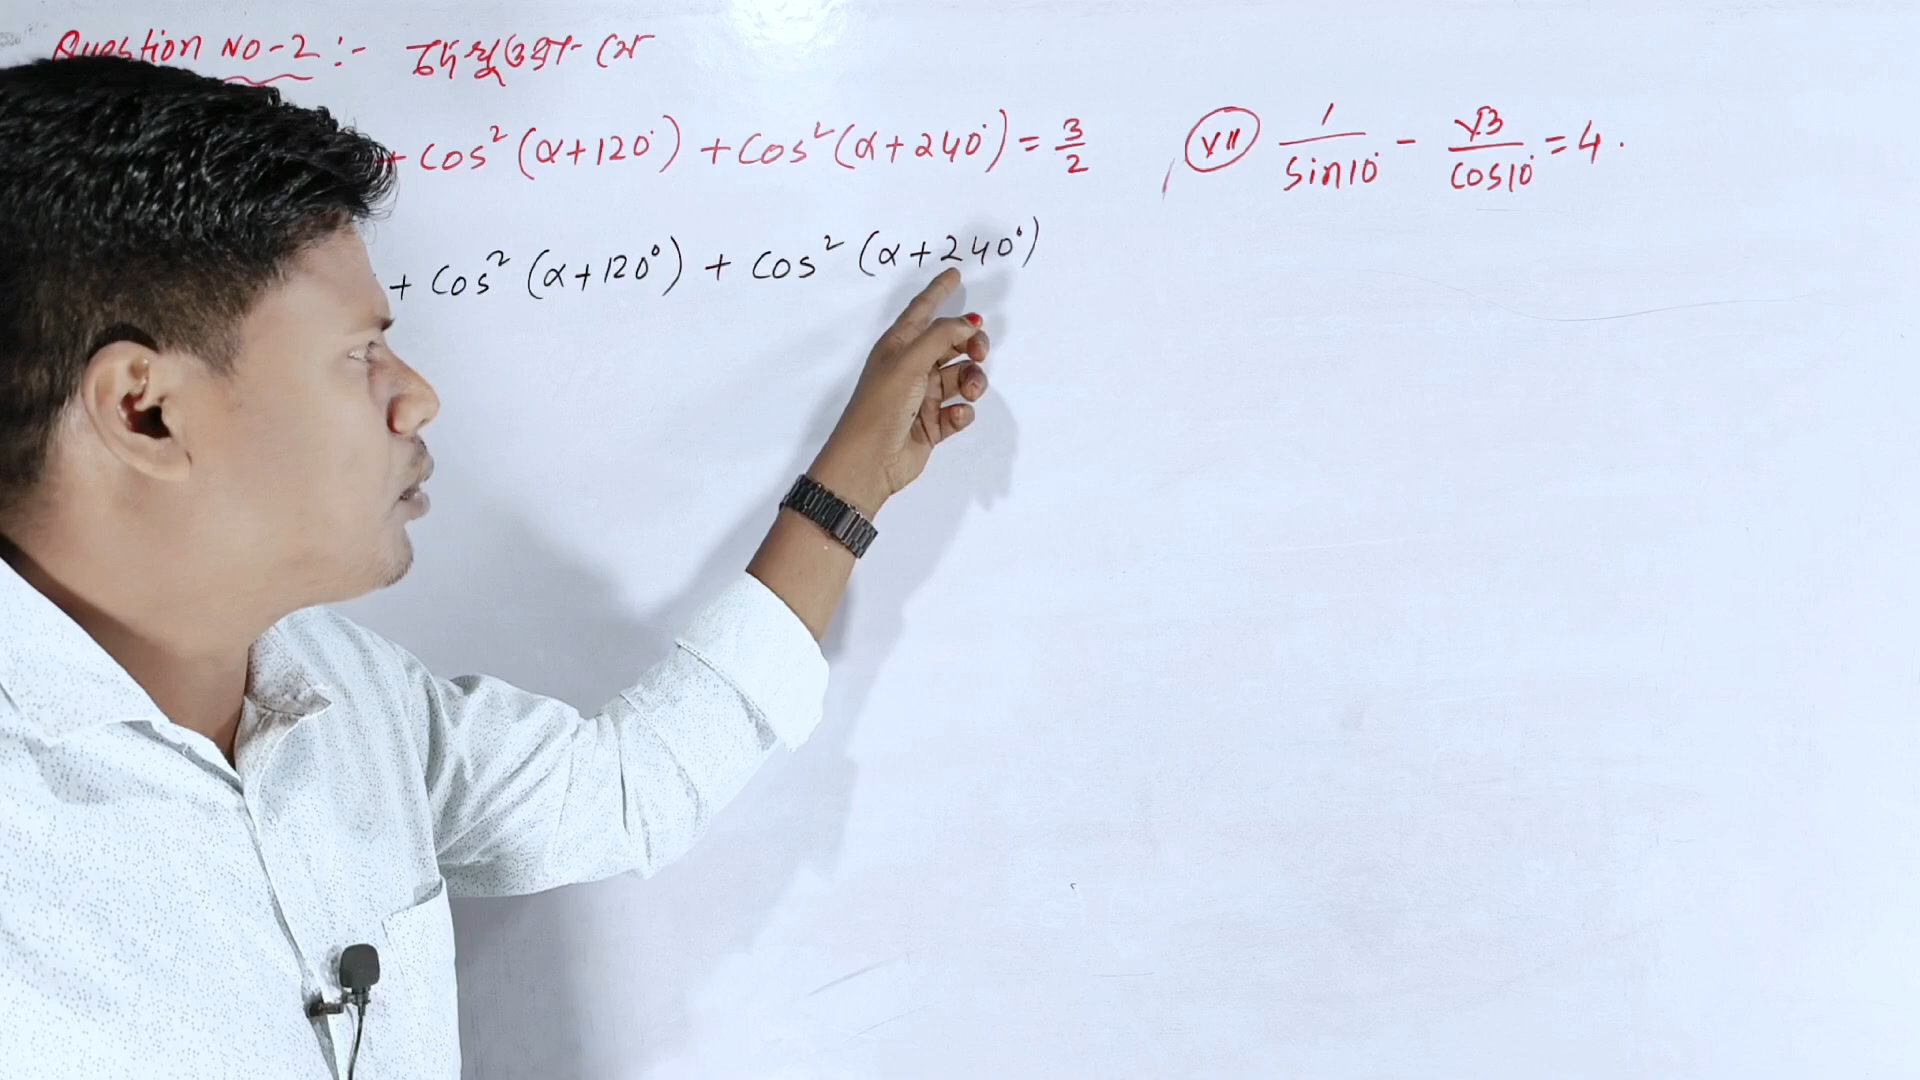 Question NO-2 :- দেখুওৱা যে
+ cos² (α+120°) + cos² (α+240°) = 3/2
(VII) 1/sin10° - √3/cos10° = 4.
+ cos² (α+120°) + cos² (α+240°)